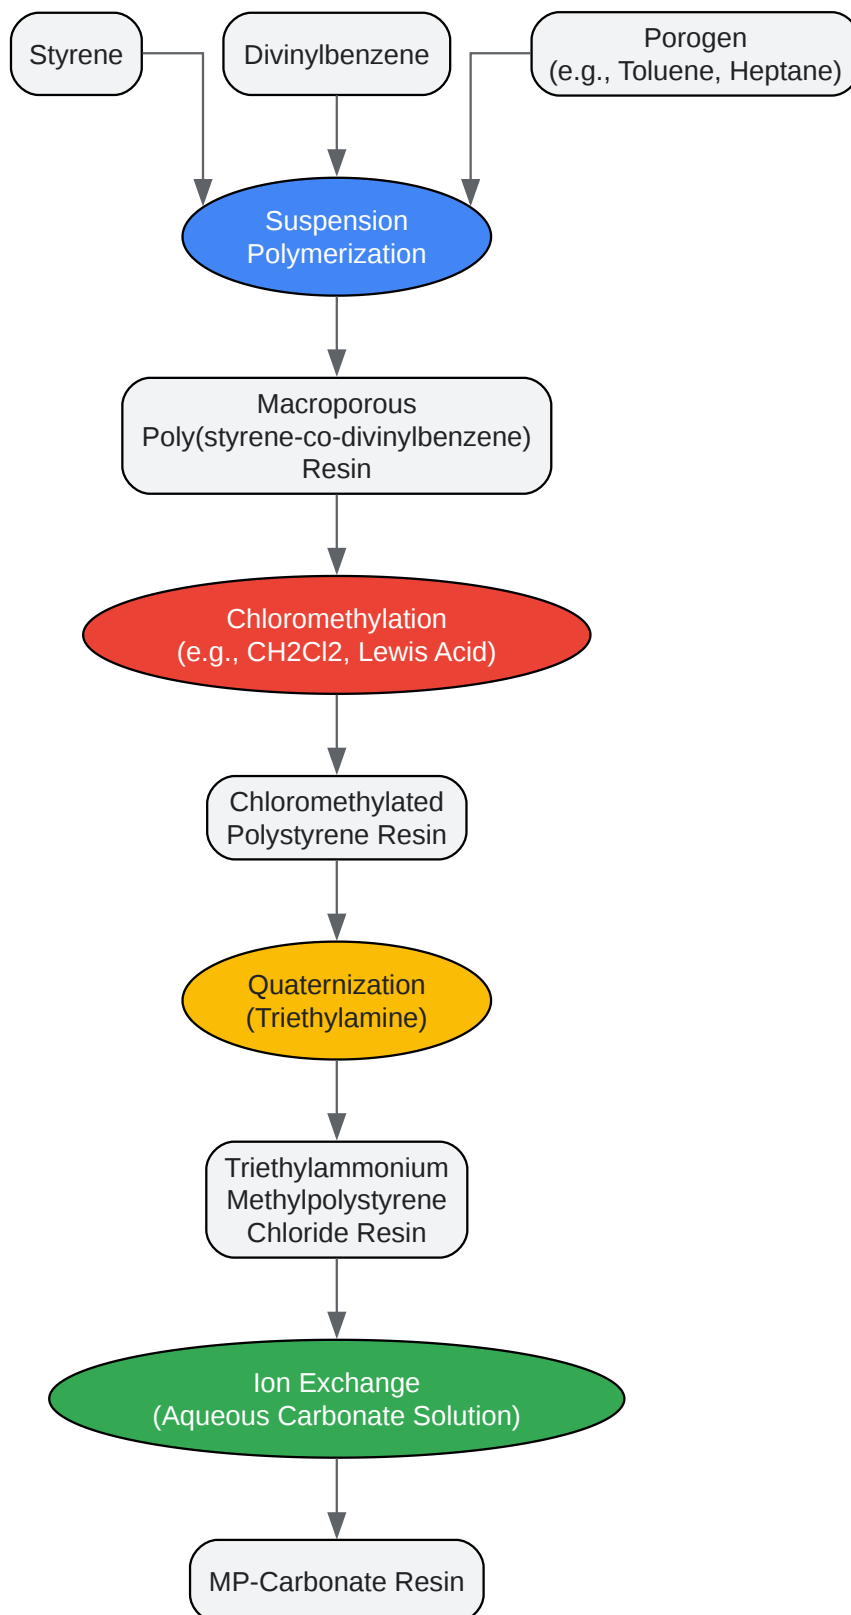 Styrene
Divinylbenzene
Porogen
(e.g., Toluene, Heptane)
Suspension
Polymerization
Macroporous
Poly(styrene-co-divinylbenzene)
Resin
Chloromethylation
(e.g., CH2Cl2, Lewis Acid)
Chloromethylated
Polystyrene Resin
Quaternization
(Triethylamine)
Triethylammonium
Methylpolystyrene
Chloride Resin
Ion Exchange
(Aqueous Carbonate Solution)
MP-Carbonate Resin